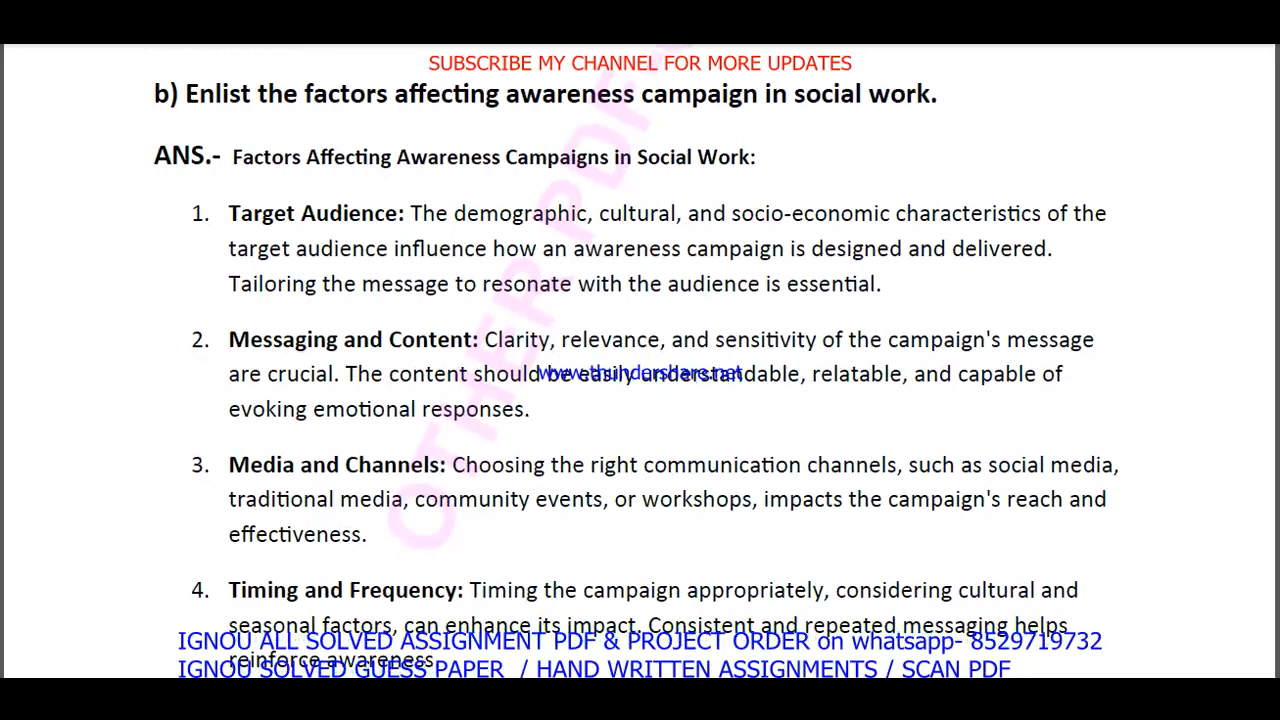 SUBSCRIBE MY CHANNEL FOR MORE UPDATES
b) Enlist the factors affecting awareness campaign in social work.
ANS.- Factors Affecting Awareness Campaigns in Social Work:
1. Target Audience: The demographic, cultural, and socio-economic characteristics of the
target audience influence how an awareness campaign is designed and delivered.
Tailoring the message to resonate with the audience is essential.
2. Messaging and Content: Clarity, relevance, and sensitivity of the campaign's message
are crucial. The content should be easily understandable, relatable, and capable of
www.thundershare.net
evoking emotional responses.
3. Media and Channels: Choosing the right communication channels, such as social media,
traditional media, community events, or workshops, impacts the campaign's reach and
effectiveness.
4. Timing and Frequency: Timing the campaign appropriately, considering cultural and
seasonal factors, can enhance its impact. Consistent and repeated messaging helps
IGNOU ALL SOLVED ASSIGNMENT PDF & PROJECT ORDER on whatsapp- 8529719732
reinforce awareness.
IGNOU SOLVED GUESS PAPER / HAND WRITTEN ASSIGNMENTS / SCAN PDF
OTHER PDF